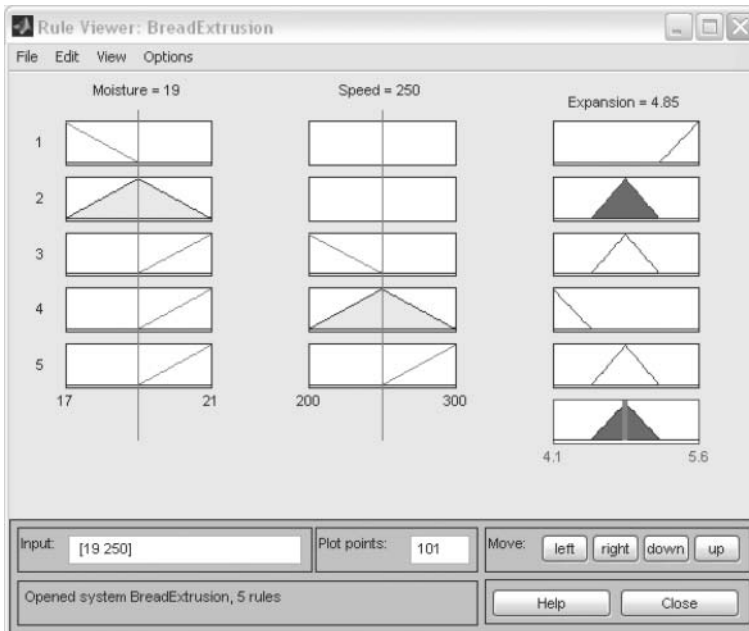 Rule Viewer: BreadExtrusion
File Edit View Options
Moisture = 19 Speed = 250 Expansion = 4.85
1
2
3
4
5
17 21 200 300
4.1 5.6
Input: [19 250] Plot points: 101 Move: left right down up
Opened system BreadExtrusion, 5 rules Help Close